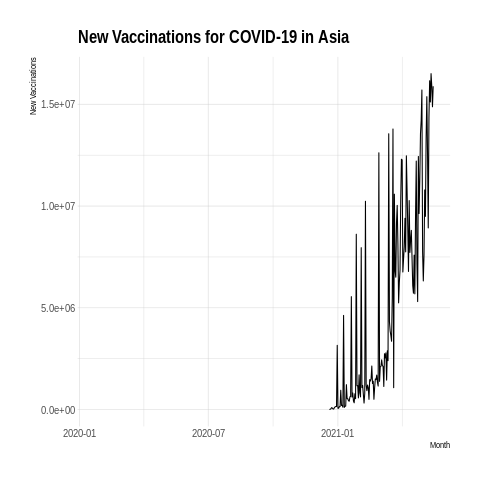 New Vaccinations for COVID-19 in Asia
New Vaccinations
1.5e+07
1.0e+07
5.0e+06
0.0e+00
2020-01 2020-07 2021-01
Month